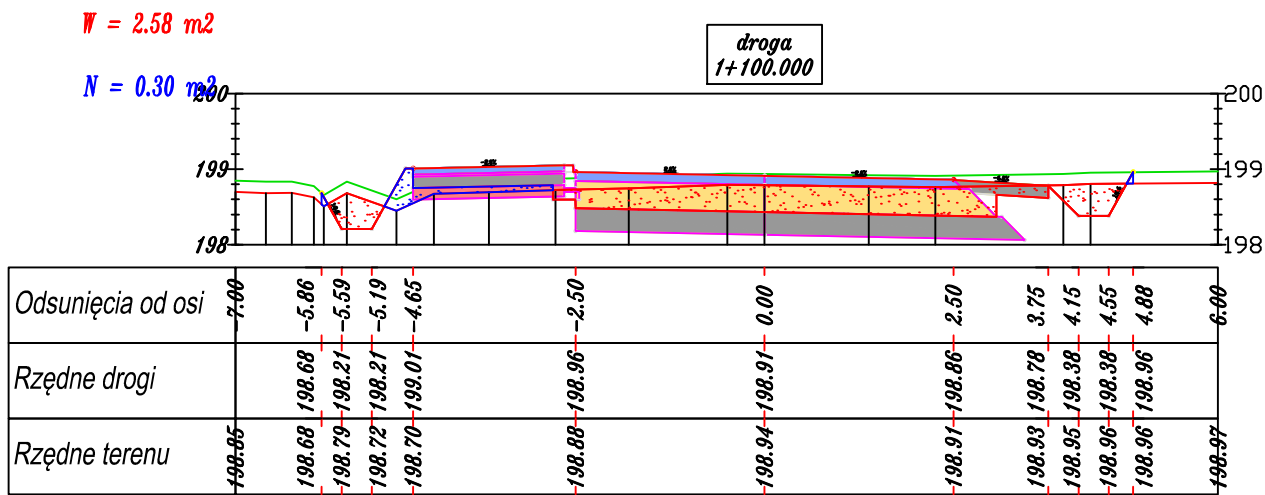 W = 2.58 m2
N = 0.30 m2
droga
1+100.000
200 200
199 199
198 198
Odsunięcia od osi -7.00 -5.86 -5.59 -5.19 -4.65 -2.50 0.00 2.50 3.75 4.15 4.55 4.88 6.00
Rzędne drogi 198.68 198.21 198.21 199.01 198.96 198.91 198.86 198.78 198.38 198.38 198.96
Rzędne terenu 198.85 198.68 198.79 198.72 198.70 198.88 198.94 198.91 198.93 198.95 198.96 198.96 198.97